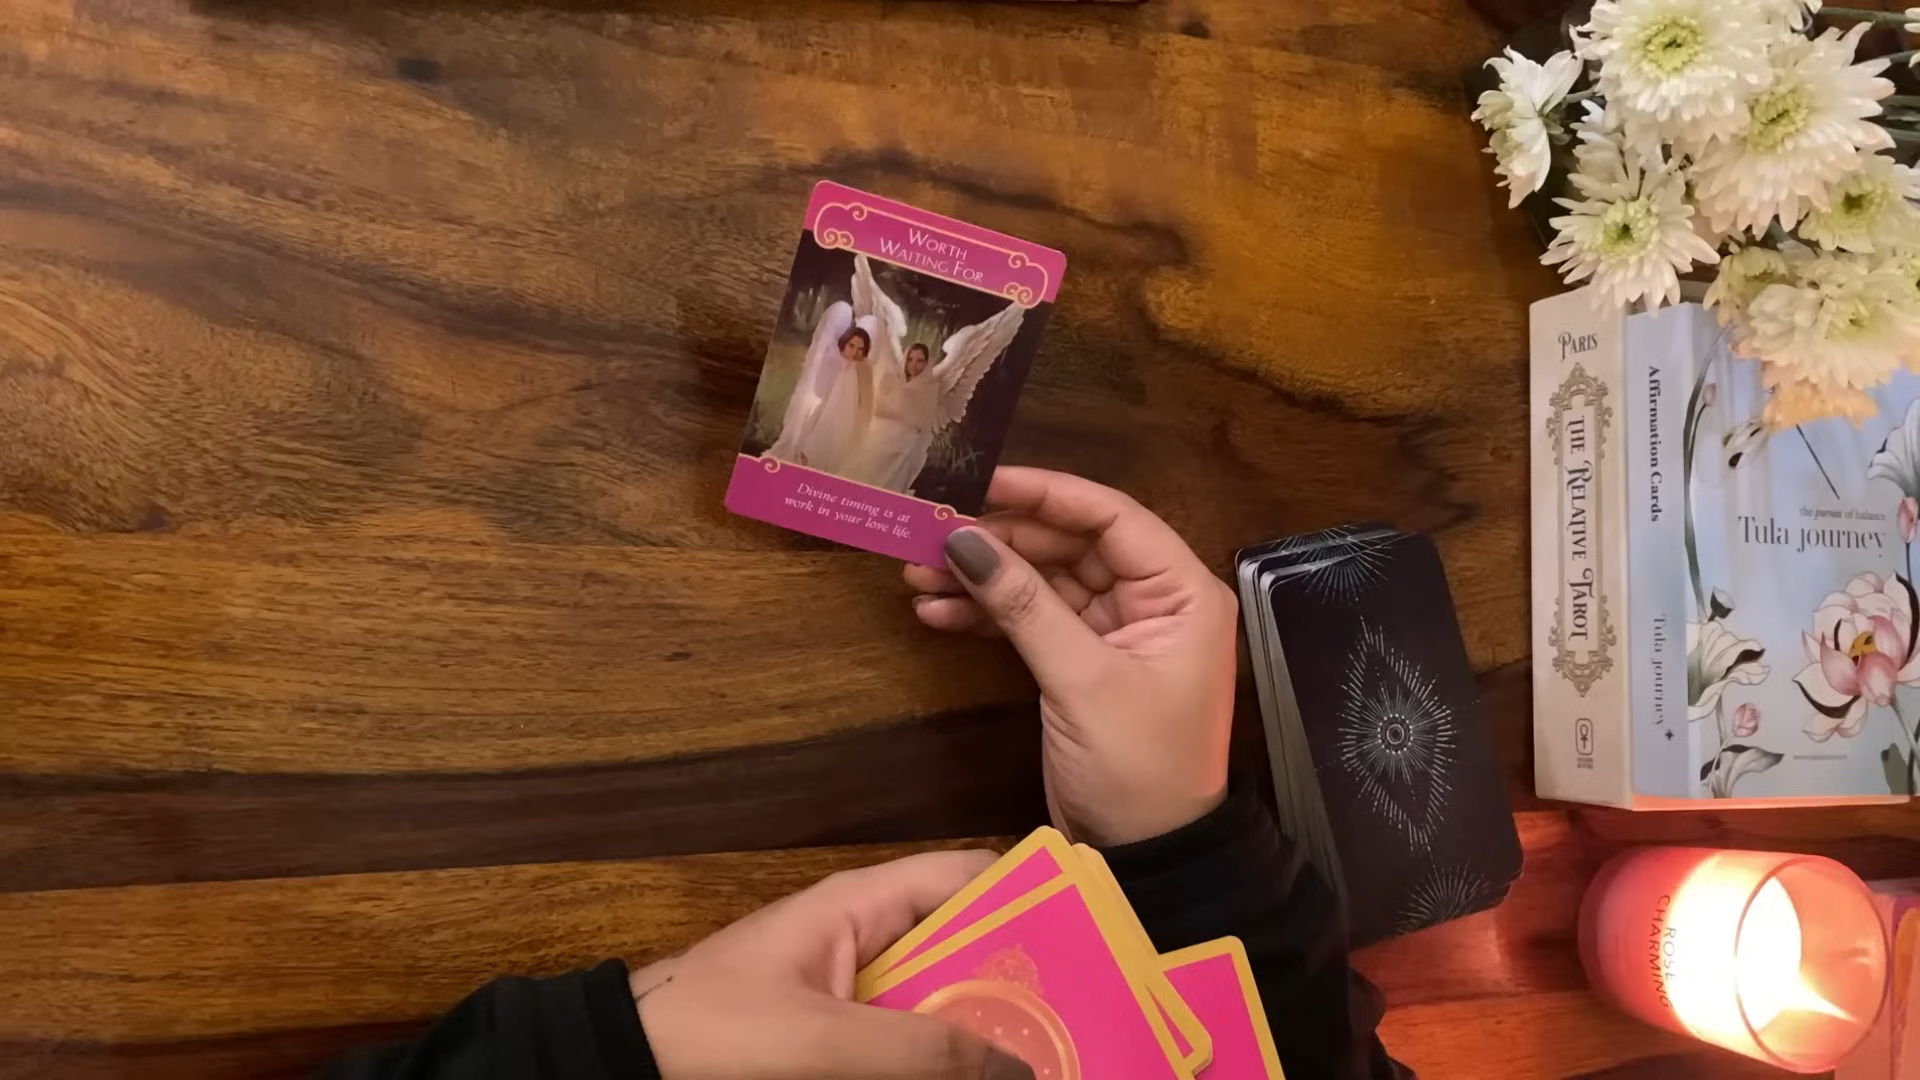 WORTH
WAITING FOR
Divine timing is at
work in your love life.
PARIS
THE RELATIVE TAROT
Affirmation Cards
Tula journey
the pursuit of balance
Tula journey
ROSE
CHARMING